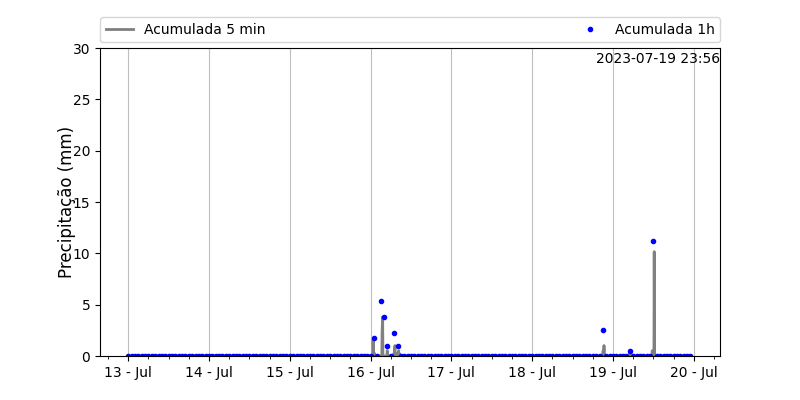 Acumulada 5 min
Acumulada 1h
2023-07-19 23:56
Precipitação (mm)
30
25
20
15
10
5
0
13 - Jul
14 - Jul
15 - Jul
16 - Jul
17 - Jul
18 - Jul
19 - Jul
20 - Jul